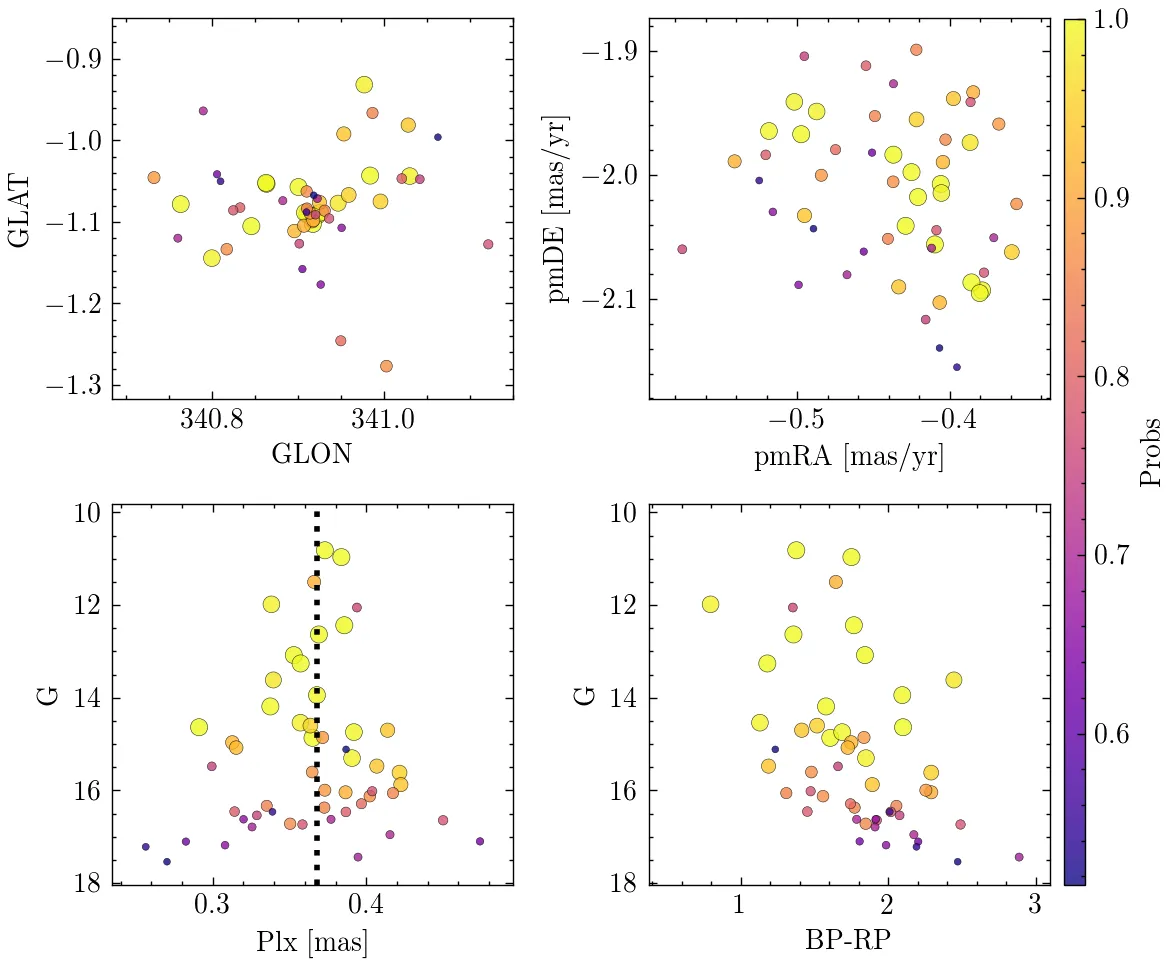 −0.9
−1.0
−1.1
−1.2
−1.3
GLAT
340.8 341.0
GLON
−1.9
−2.0
−2.1
pmDE [mas/yr]
−0.5 −0.4
pmRA [mas/yr]
1.0
0.9
0.8
0.7
0.6
Probs
10
12
14
16
18
G
0.3 0.4
Plx [mas]
10
12
14
16
18
G
1 2 3
BP-RP